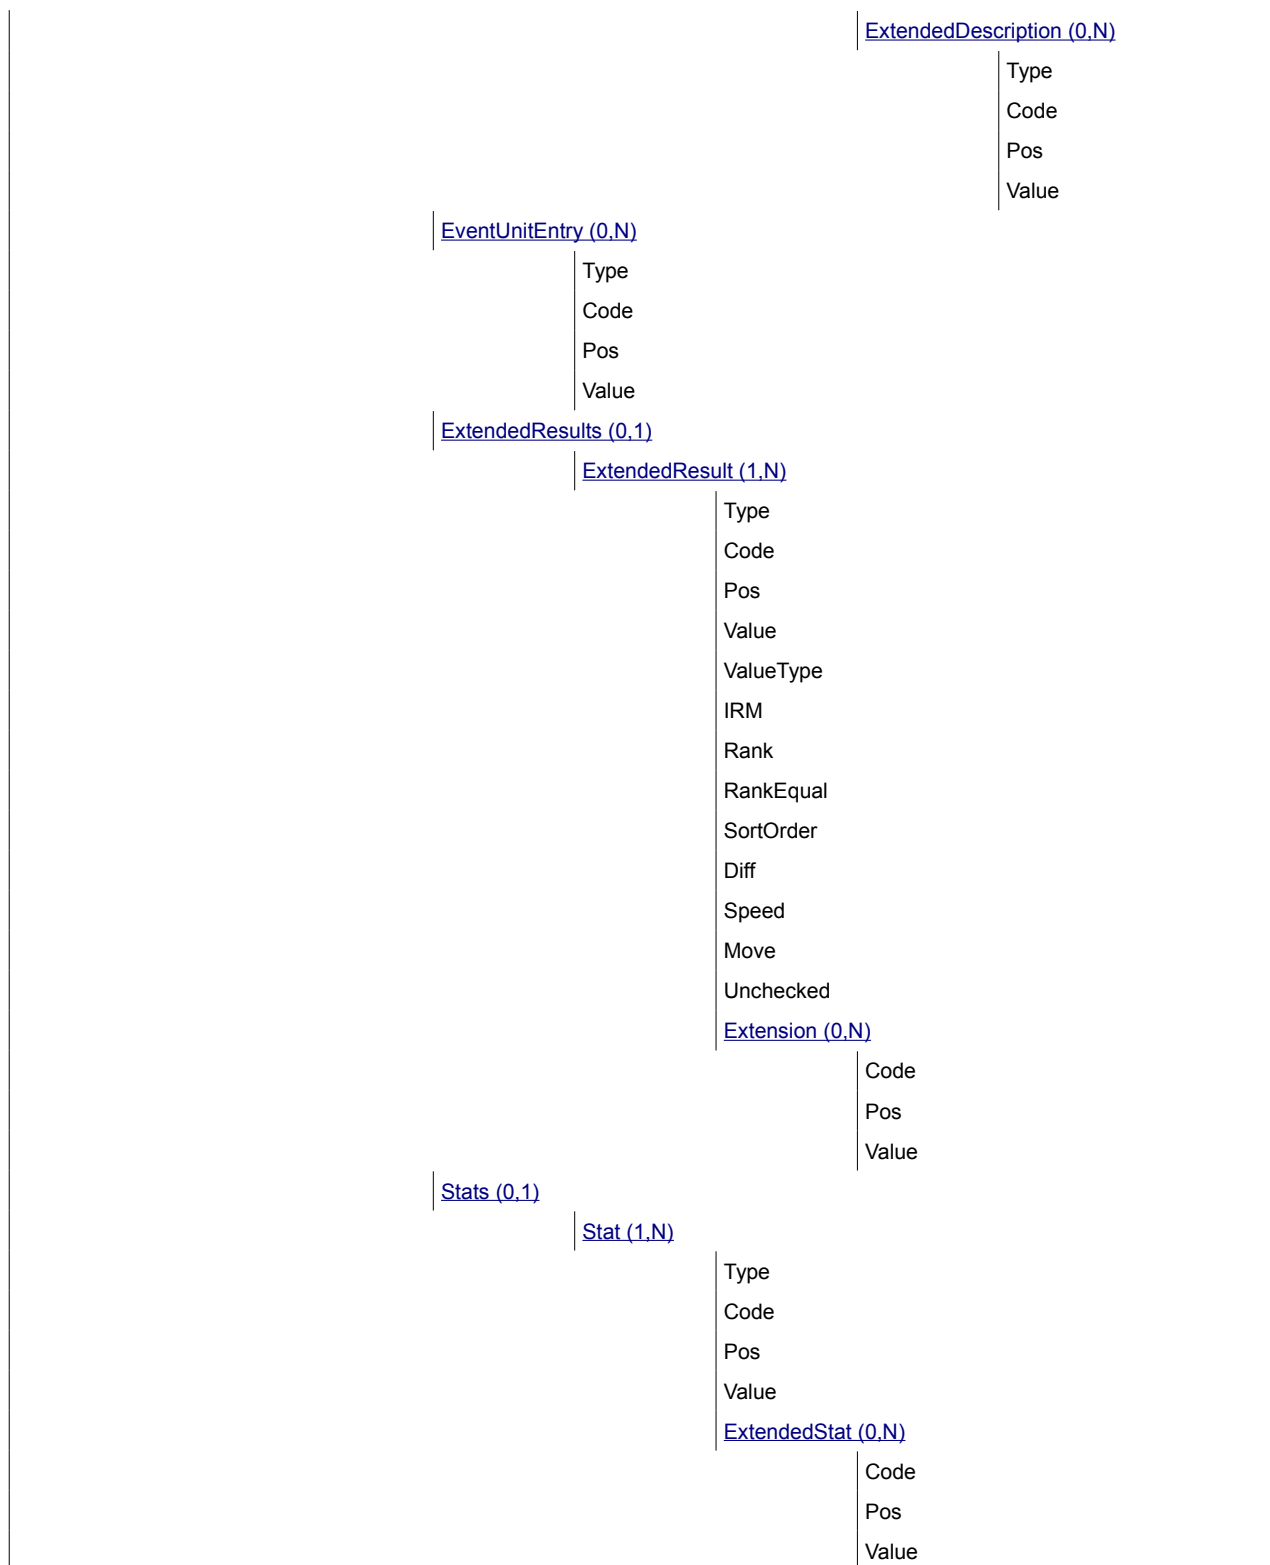 ExtendedDescription (0,N)
Type
Code
Pos
Value
EventUnitEntry (0,N)
Type
Code
Pos
Value
ExtendedResults (0,1)
ExtendedResult (1,N)
Type
Code
Pos
Value
ValueType
IRM
Rank
RankEqual
SortOrder
Diff
Speed
Move
Unchecked
Extension (0,N)
Code
Pos
Value
Stats (0,1)
Stat (1,N)
Type
Code
Pos
Value
ExtendedStat (0,N)
Code
Pos
Value